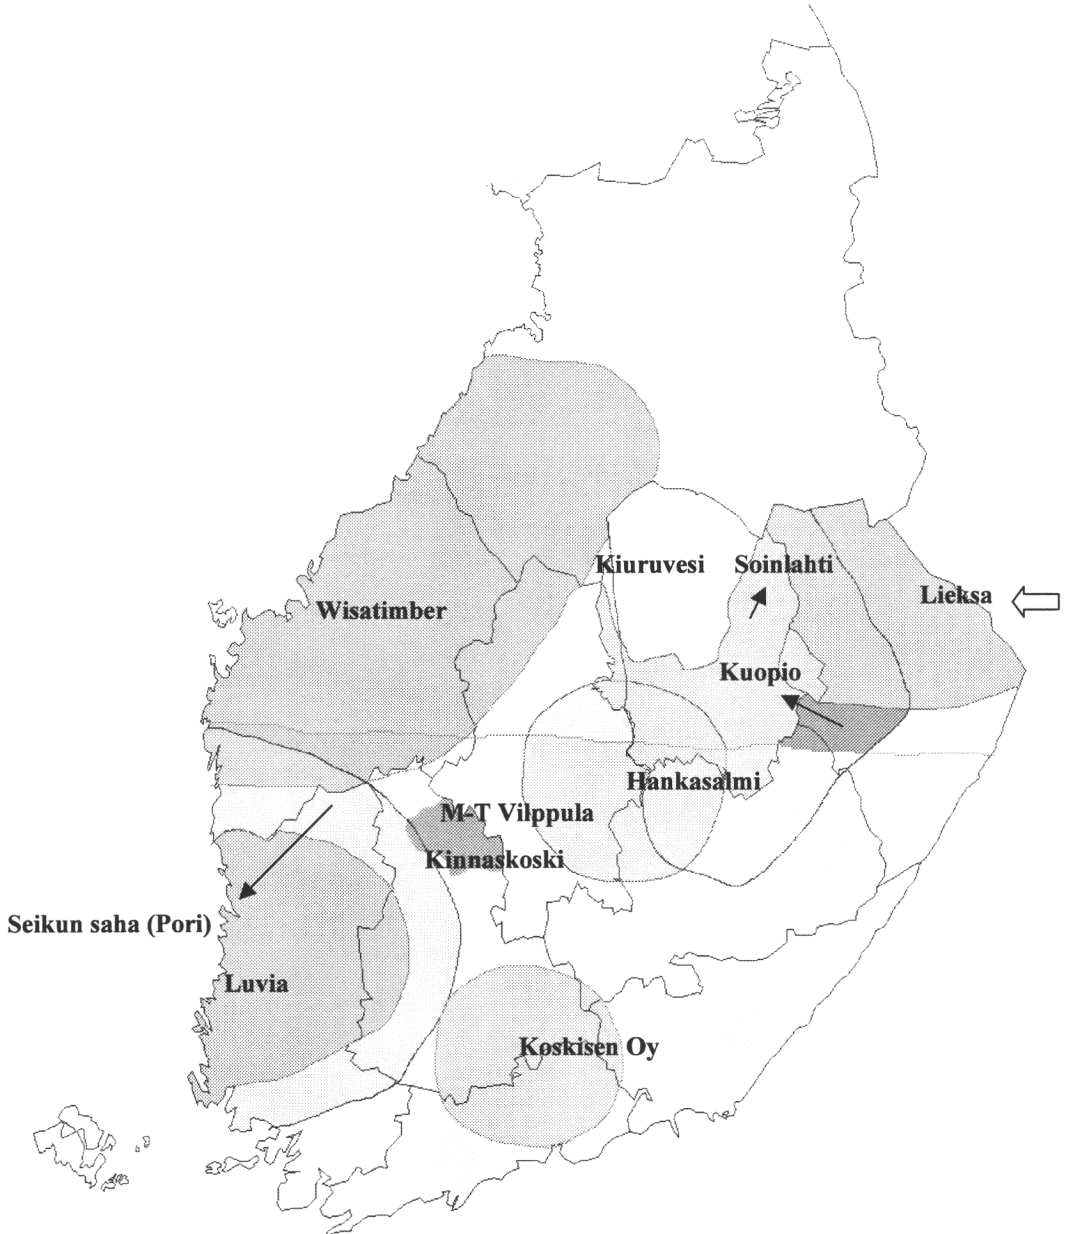 Kiuruvesi
Soinlahti
Lieksa
Wisatimber
Kuopio
Hankasalmi
M-T Vilppula
Kinnaskoski
Seikun saha (Pori)
Luvia
Koskisen Oy